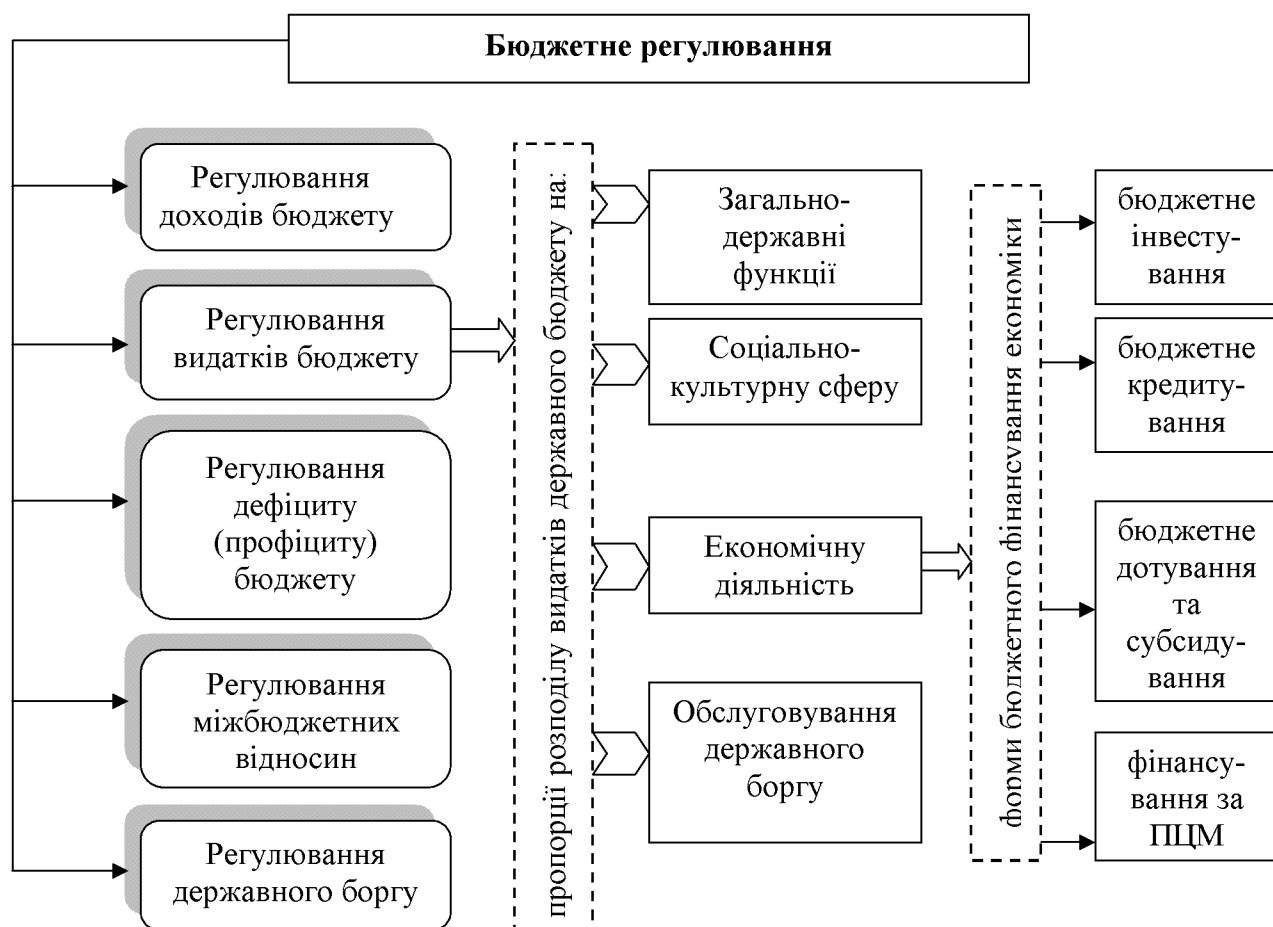 Бюджетне регулювання
Регулювання
доходів бюджету
Регулювання
видатків бюджету
Регулювання
дефіциту
(профіциту)
бюджету
Регулювання
міжбюджетних
відносин
Регулювання
державного боргу
пропорції розподілу видатків державного бюджету на:
Загально-
державні
функції
Соціально-
культурну сферу
Економічну
діяльність
Обслуговування
державного
боргу
форми бюджетного фінансування економіки
бюджетне
інвесту-
вання
бюджетне
кредиту-
вання
бюджетне
дотування
та
субсиду-
вання
фінансу-
вання за
ПЦМ